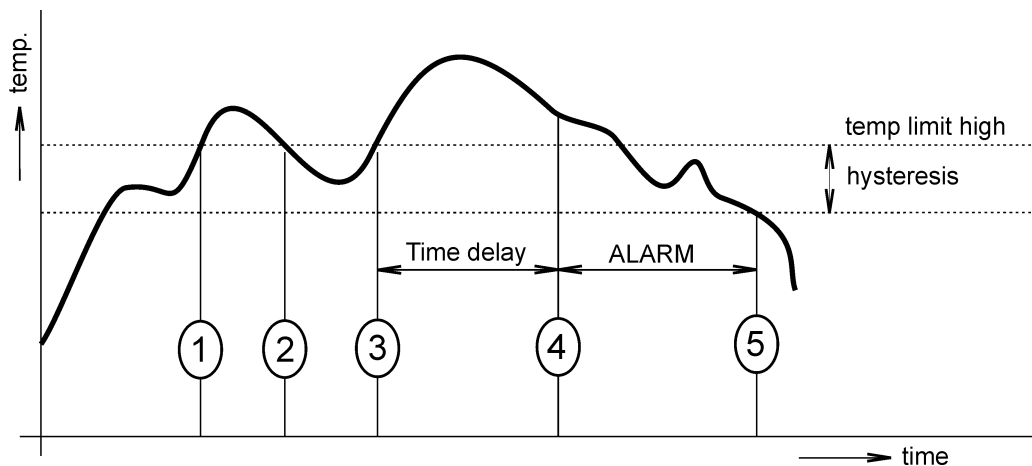 temp.
temp limit high
hysteresis
Time delay
ALARM
1
2
3
4
5
time